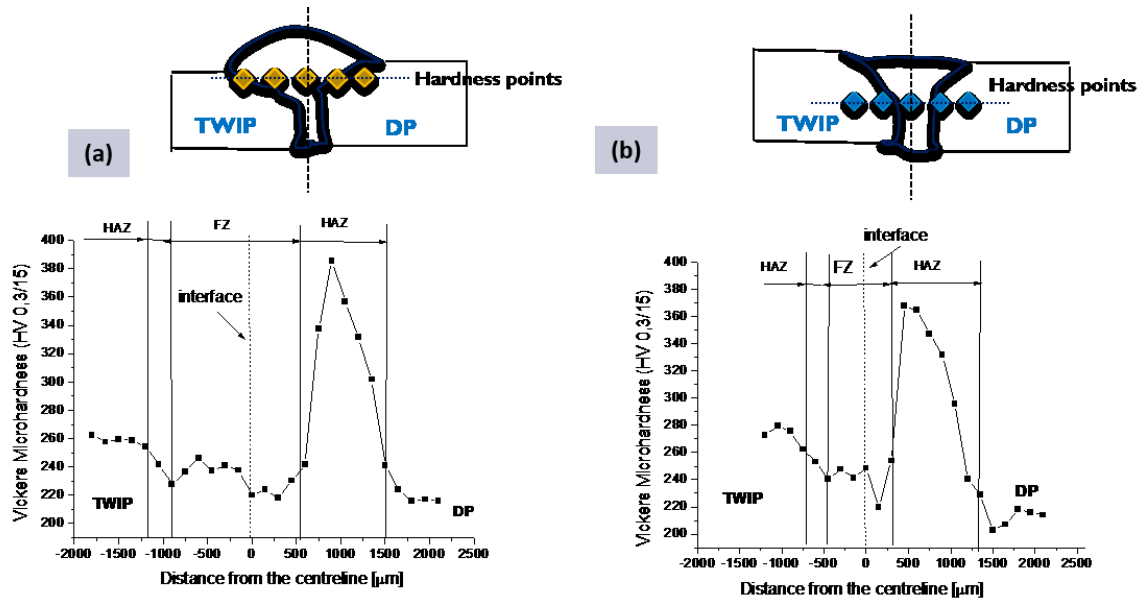 Hardness points
TWIP
DP
(a)
HAZ
FZ
HAZ
400
380
360
340
320
300
280
260
240
220
200
interface
TWIP
DP
Vickers Microhardness (HV 0,3/15)
-2000 -1500 -1000 -500 0 500 1000 1500 2000 2500
Distance from the centreline [µm]
Hardness points
TWIP
DP
(b)
interface
HAZ
FZ
HAZ
400
380
360
340
320
300
280
260
240
220
200
TWIP
DP
Vickers Microhardness (HV 0,3/15)
-2000 -1500 -1000 -500 0 500 1000 1500 2000 2500
Distance from the centreline [µm]